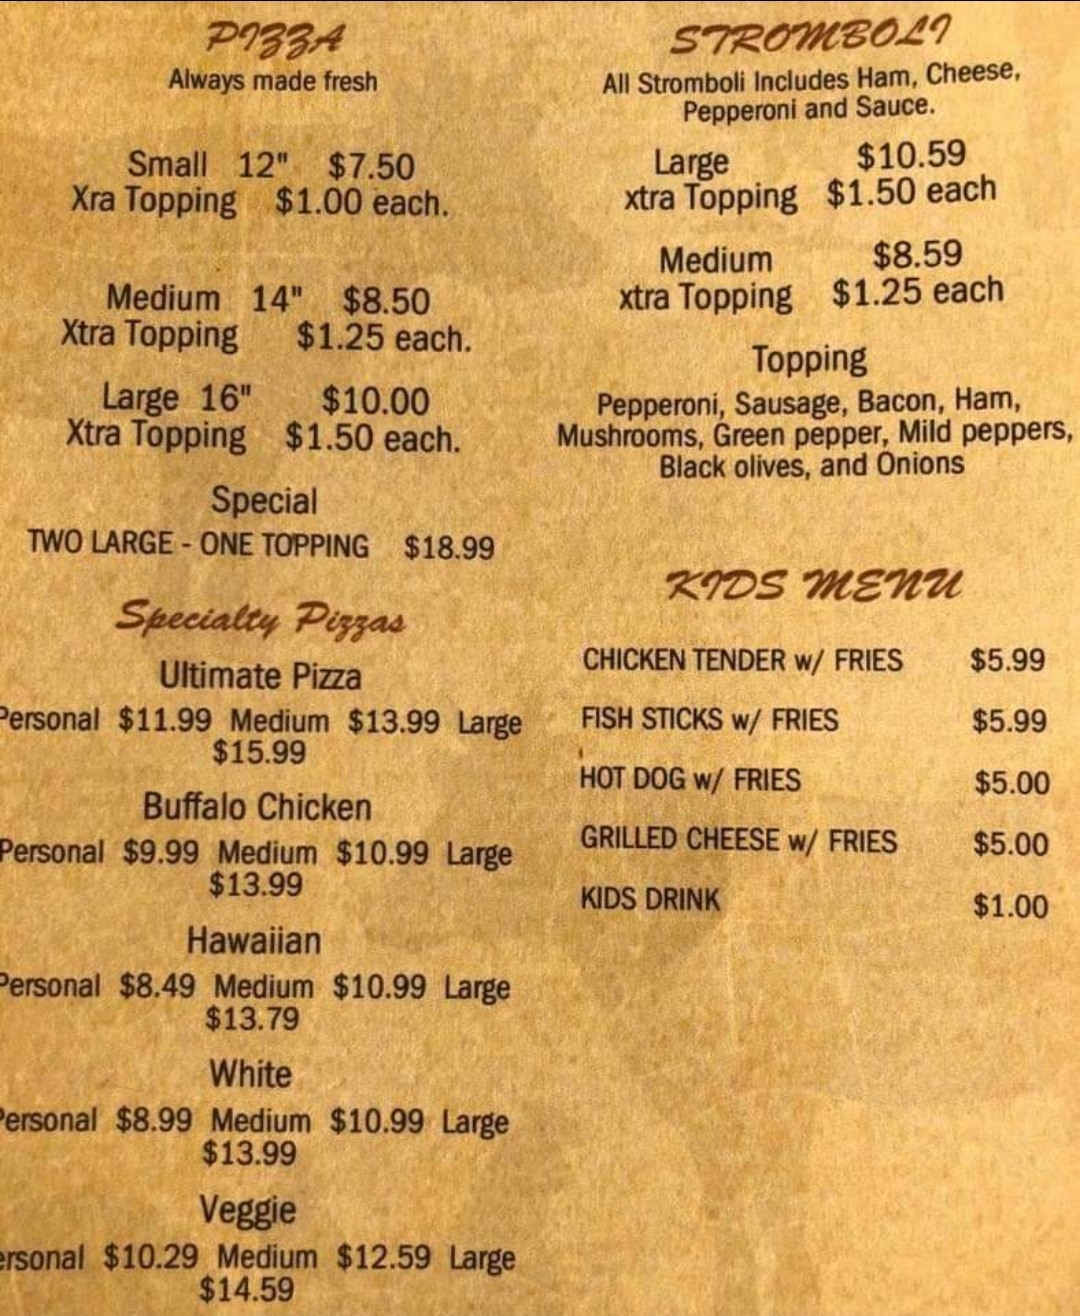 PIZZA
Always made fresh
Small 12" $7.50
Xra Topping $1.00 each.
Medium 14" $8.50
Xtra Topping $1.25 each.
Large 16" $10.00
Xtra Topping $1.50 each.
Special
TWO LARGE - ONE TOPPING $18.99
Specialty Pizzas
Ultimate Pizza
Personal $11.99 Medium $13.99 Large
$15.99
Buffalo Chicken
Personal $9.99 Medium $10.99 Large
$13.99
Hawaiian
Personal $8.49 Medium $10.99 Large
$13.79
White
Personal $8.99 Medium $10.99 Large
$13.99
Veggie
ersonal $10.29 Medium $12.59 Large
$14.59
STROMBOLI
All Stromboli Includes Ham, Cheese,
Pepperoni and Sauce.
Large $10.59
xtra Topping $1.50 each
Medium $8.59
xtra Topping $1.25 each
Topping
Pepperoni, Sausage, Bacon, Ham,
Mushrooms, Green pepper, Mild peppers,
Black olives, and Onions
KIDS MENU
CHICKEN TENDER w/ FRIES $5.99
FISH STICKS w/ FRIES $5.99
HOT DOG w/ FRIES $5.00
GRILLED CHEESE w/ FRIES $5.00
KIDS DRINK $1.00